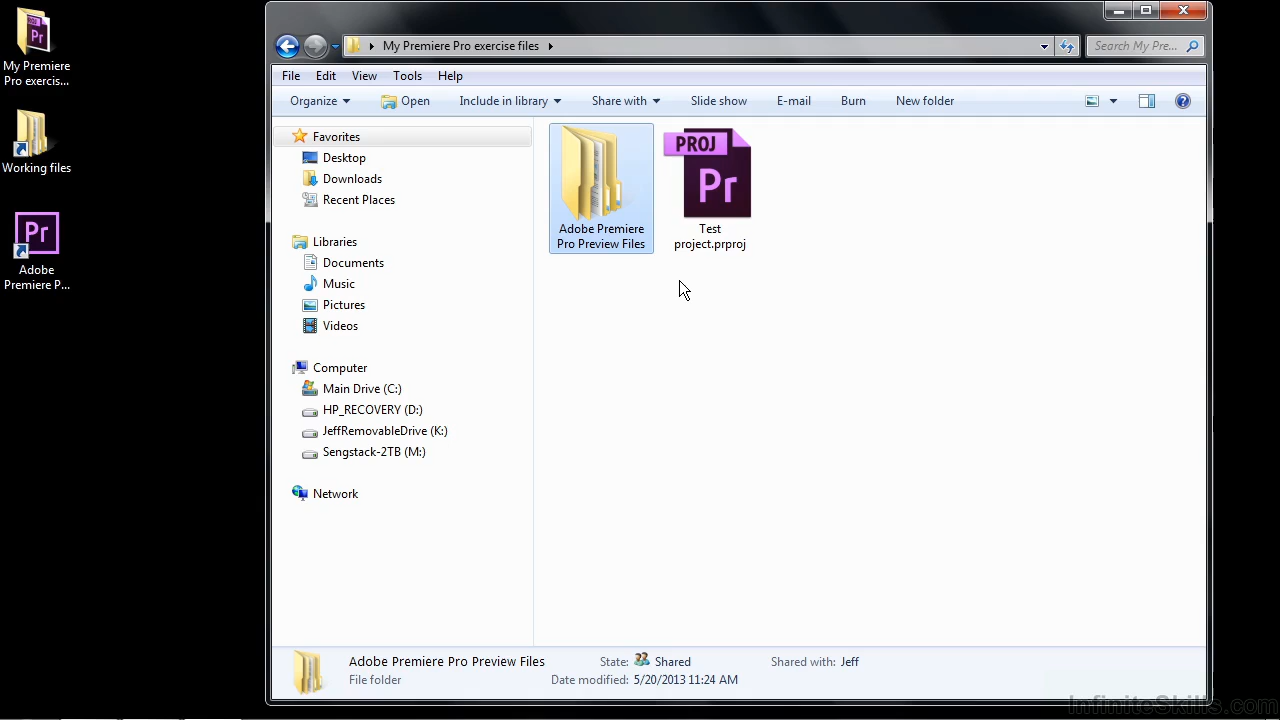 PROJ
Pr
My Premiere
Pro exercis...
Working files
Pr
Adobe
Premiere P...
My Premiere Pro exercise files
Search My Pre...
File Edit View Tools Help
Organize Open Include in library Share with Slide show E-mail Burn New folder
Favorites
Desktop
Downloads
Recent Places
Libraries
Documents
Music
Pictures
Videos
Computer
Main Drive (C:)
HP_RECOVERY (D:)
JeffRemovableDrive (K:)
Sengstack-2TB (M:)
Network
Adobe Premiere
Pro Preview Files
PROJ
Pr
Test
project.prproj
Adobe Premiere Pro Preview Files State: Shared Shared with: Jeff
File folder Date modified: 5/20/2013 11:24 AM
InfiniteSkills.com